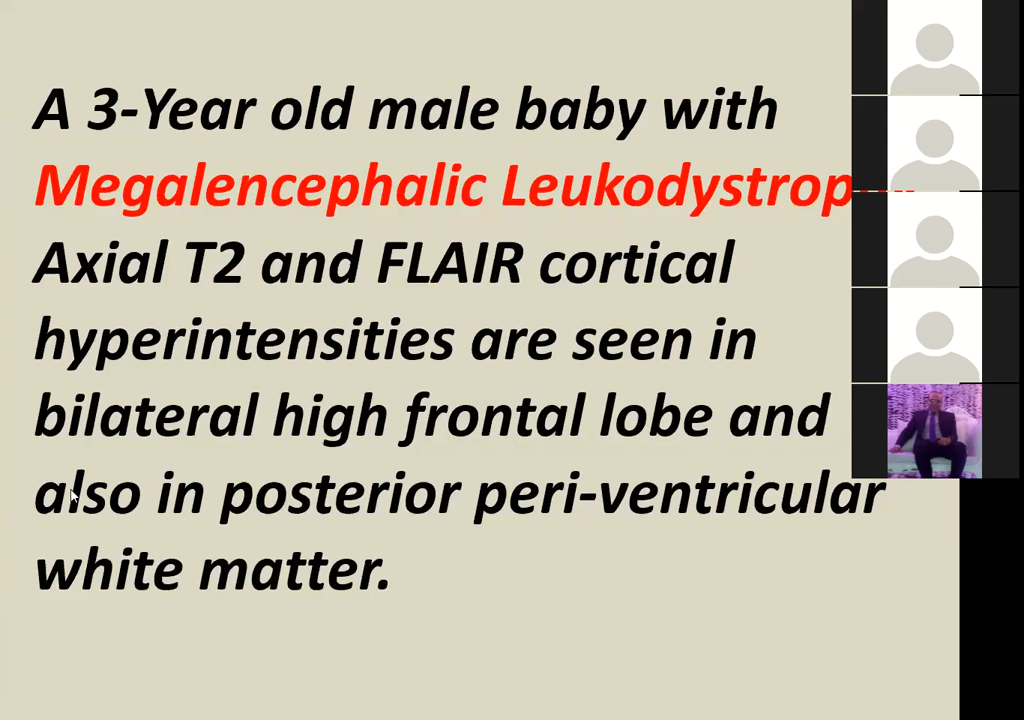 A 3-Year old male baby with
Megalencephalic
Axial T2 and FLAIR cortical
hyperintensities are seen in
bilateral high frontal lobe and
also in posterior peri-ventricular
white matter.